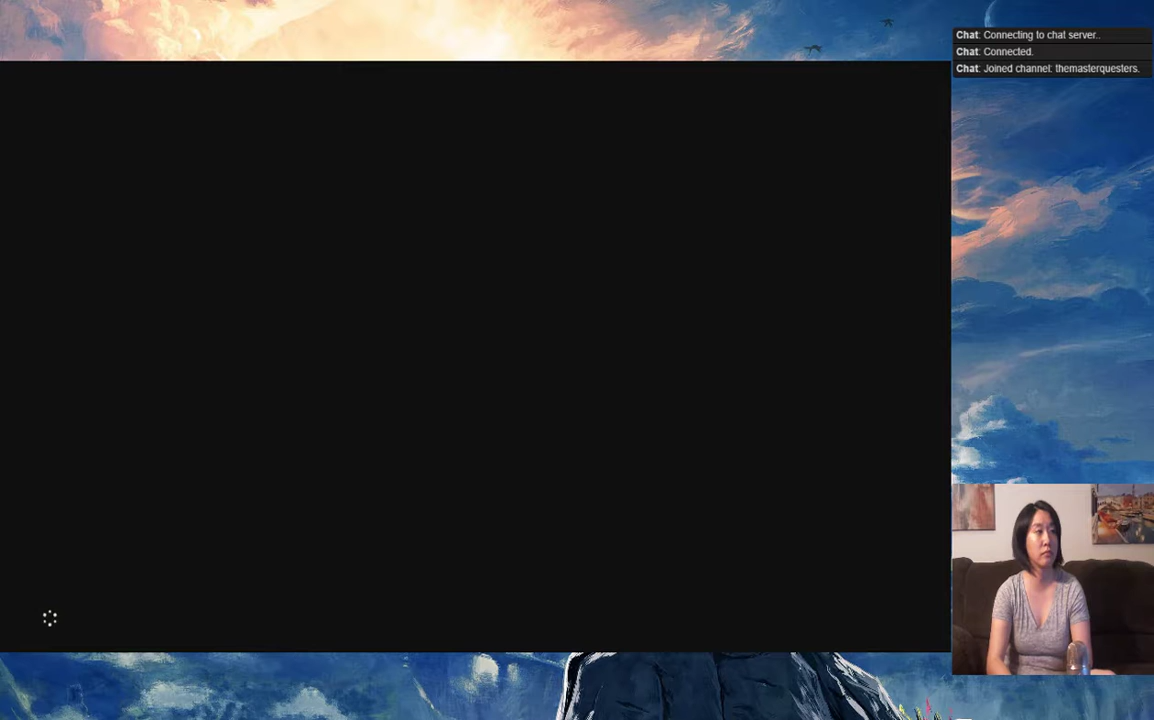 Chat: Connecting to chat server..
Chat: Connected.
Chat: Joined channel: themasterquesters.